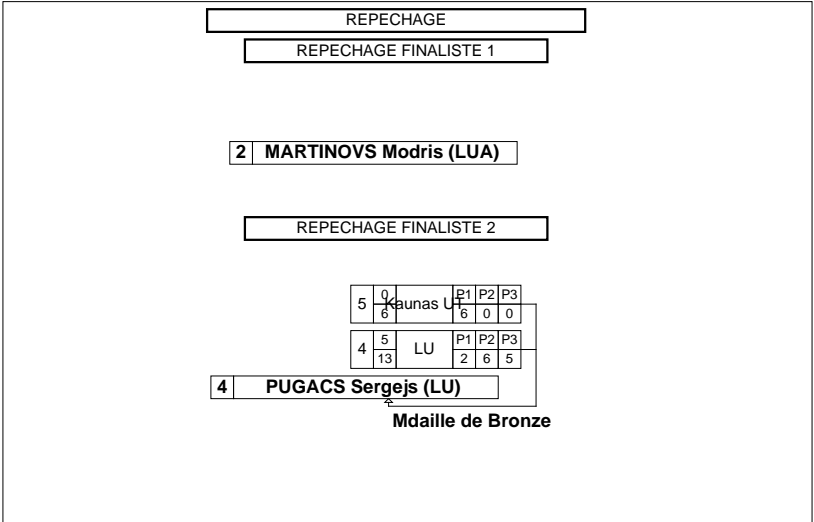 REPECHAGE
REPECHAGE FINALISTE 1
2 MARTINOVS Modris (LUA)
REPECHAGE FINALISTE 2
5 0 Kaunas UT P1 P2 P3
6 6 0 0
4 5 LU P1 P2 P3
13 2 6 5
4 PUGACS Sergejs (LU)
Mdaille de Bronze